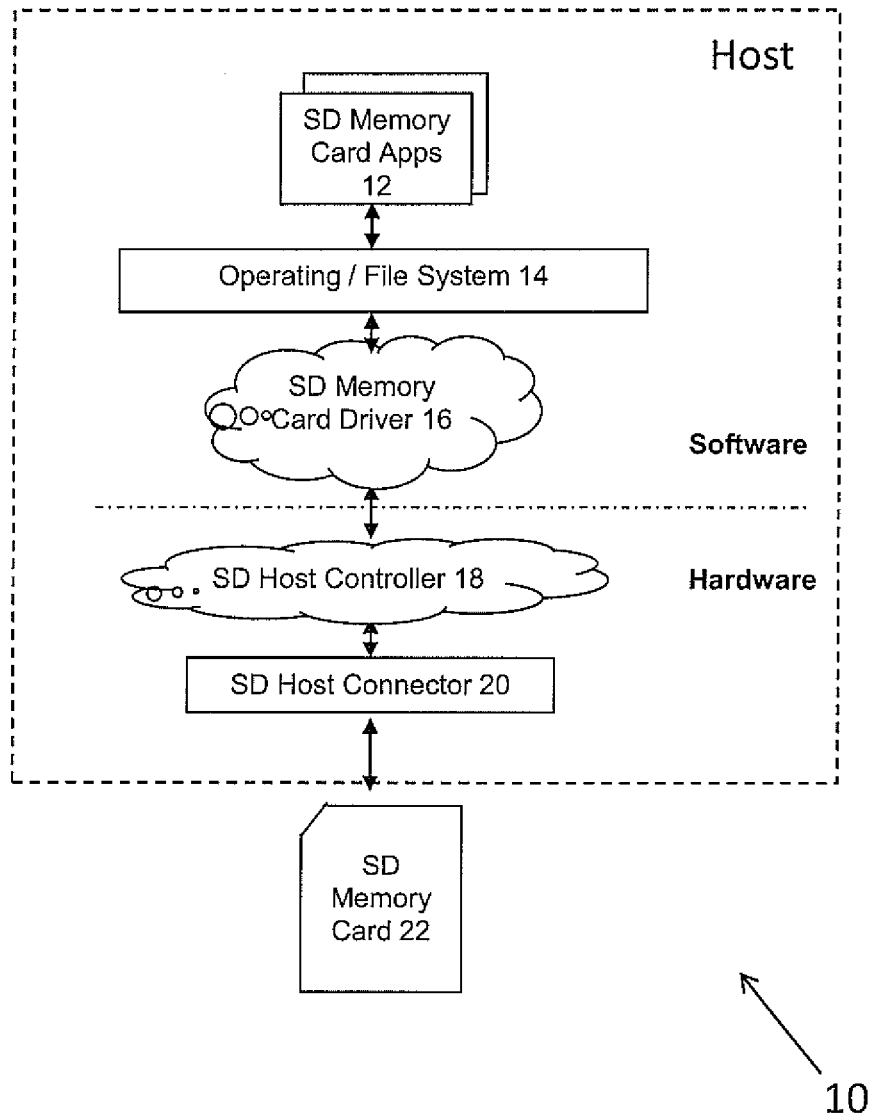 Host
SD Memory
Card Apps
12
Operating / File System 14
SD Memory
Card Driver 16
Software
SD Host Controller 18
Hardware
SD Host Connector 20
SD
Memory
Card 22
10